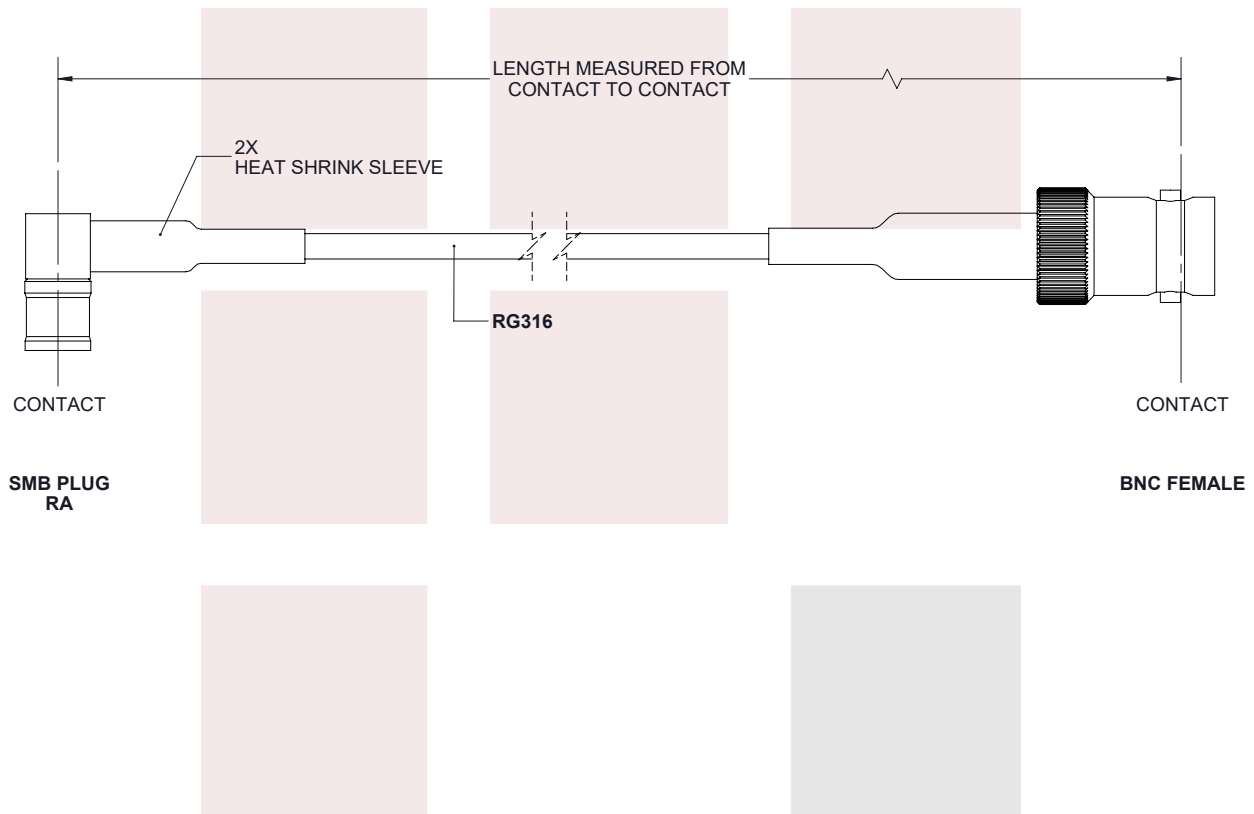 LENGTH MEASURED FROM
CONTACT TO CONTACT
2X
HEAT SHRINK SLEEVE
RG316
CONTACT
CONTACT
SMB PLUG
RA
BNC FEMALE